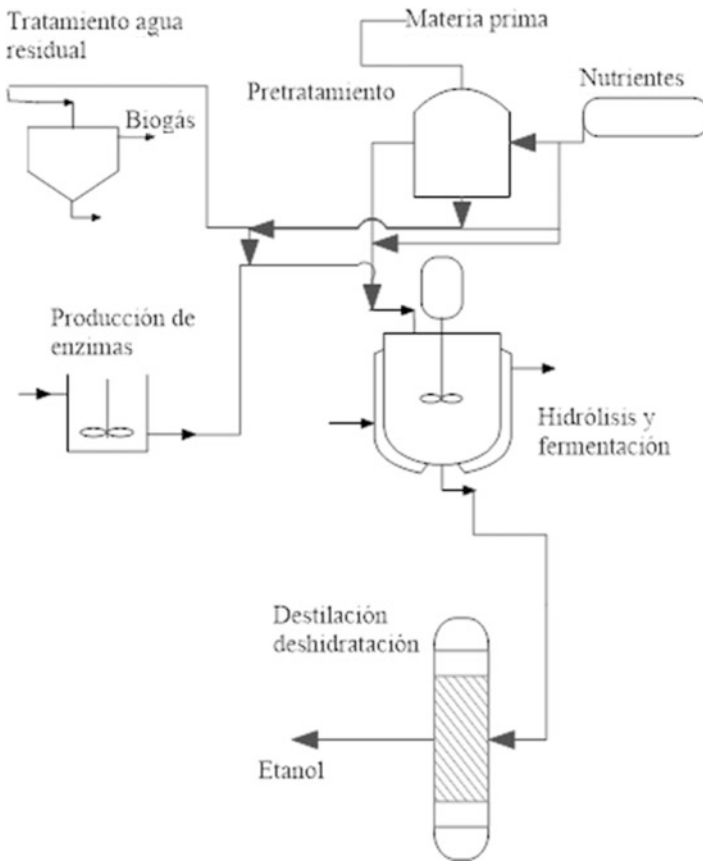 Tratamiento agua
residual
Materia prima
Nutrientes
Pretratamiento
Biogás
Producción de
enzimas
Hidrólisis y
fermentación
Destilación
deshidratación
Etanol